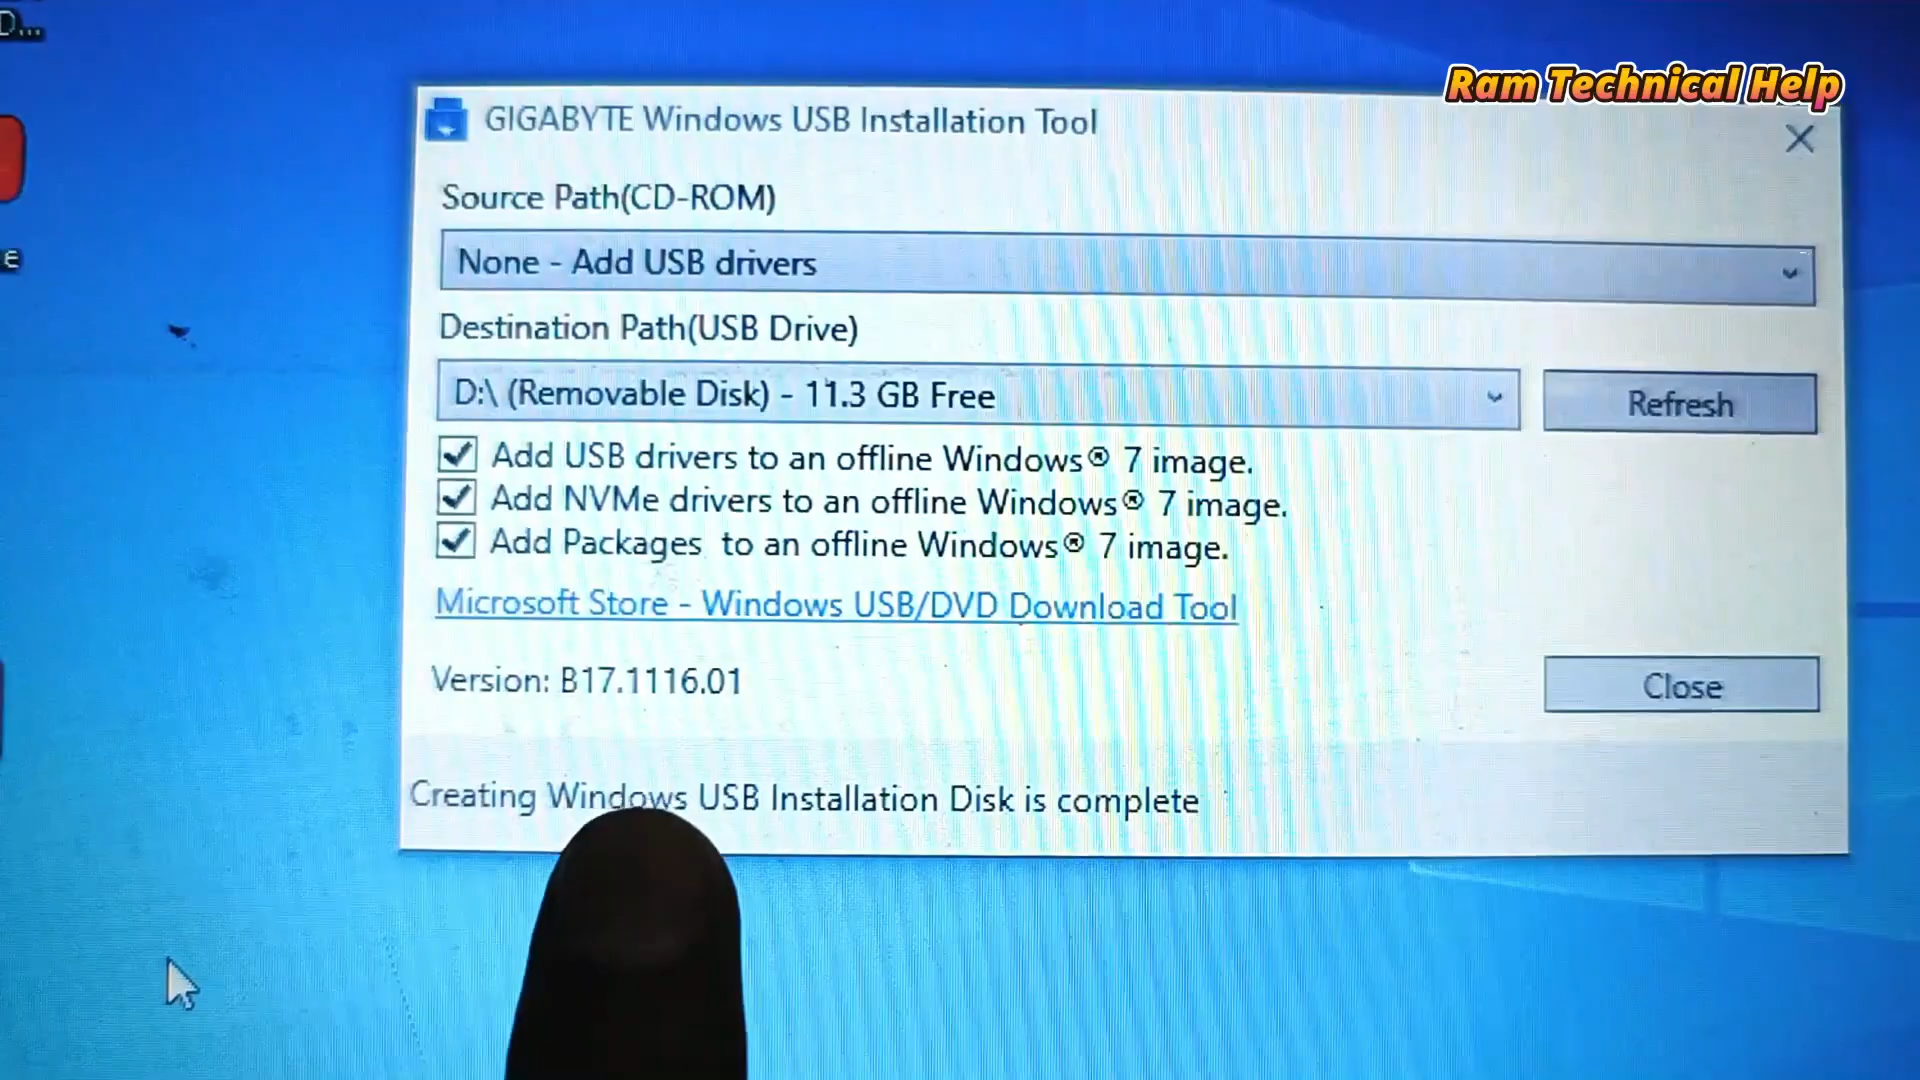 D...
Ram Technical Help
GIGABYTE Windows USB Installation Tool
Source Path(CD-ROM)
None - Add USB drivers
e
Destination Path(USB Drive)
D:\ (Removable Disk) - 11.3 GB Free
Refresh
Add USB drivers to an offline Windows® 7 image.
Add NVMe drivers to an offline Windows® 7 image.
Add Packages  to an offline Windows® 7 image.
Microsoft Store - Windows USB/DVD Download Tool
Version: B17.1116.01
Close
Creating Windows USB Installation Disk is complete